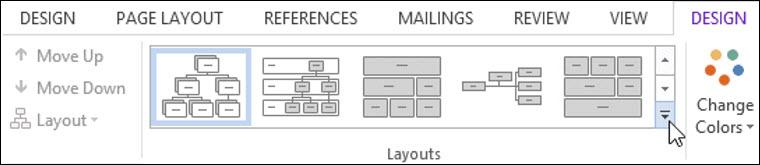 DESIGN PAGE LAYOUT REFERENCES MAILINGS REVIEW VIEW DESIGN
Move Up
Move Down
Layout
Change
Colors
Layouts